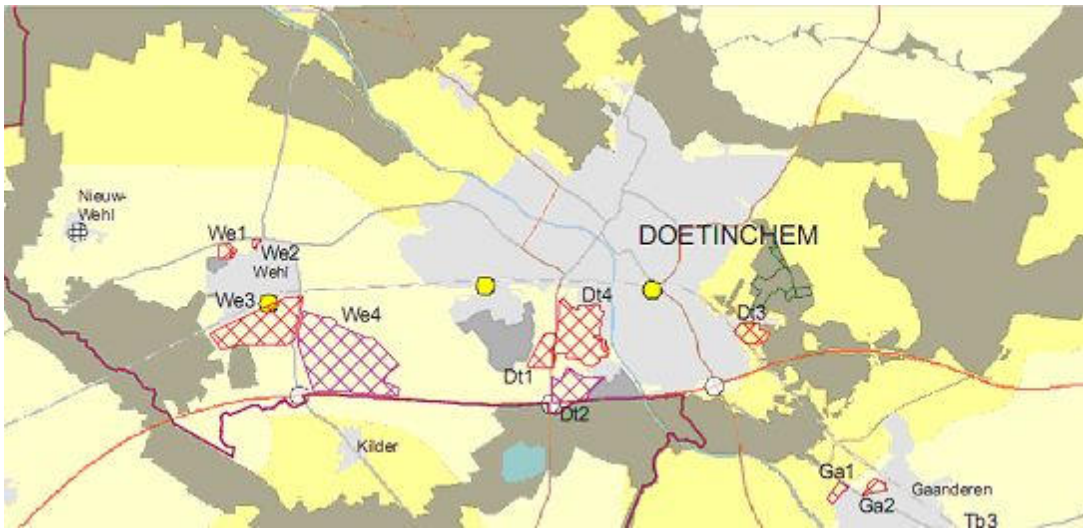 Nieuw-
Wehl
We1
We2
Wehl
DOETINCHEM
We3
We4
Dt4
Dt3
Dt1
Dt2
Kilder
Ga1
Ga2
Gaanderen
Tb3